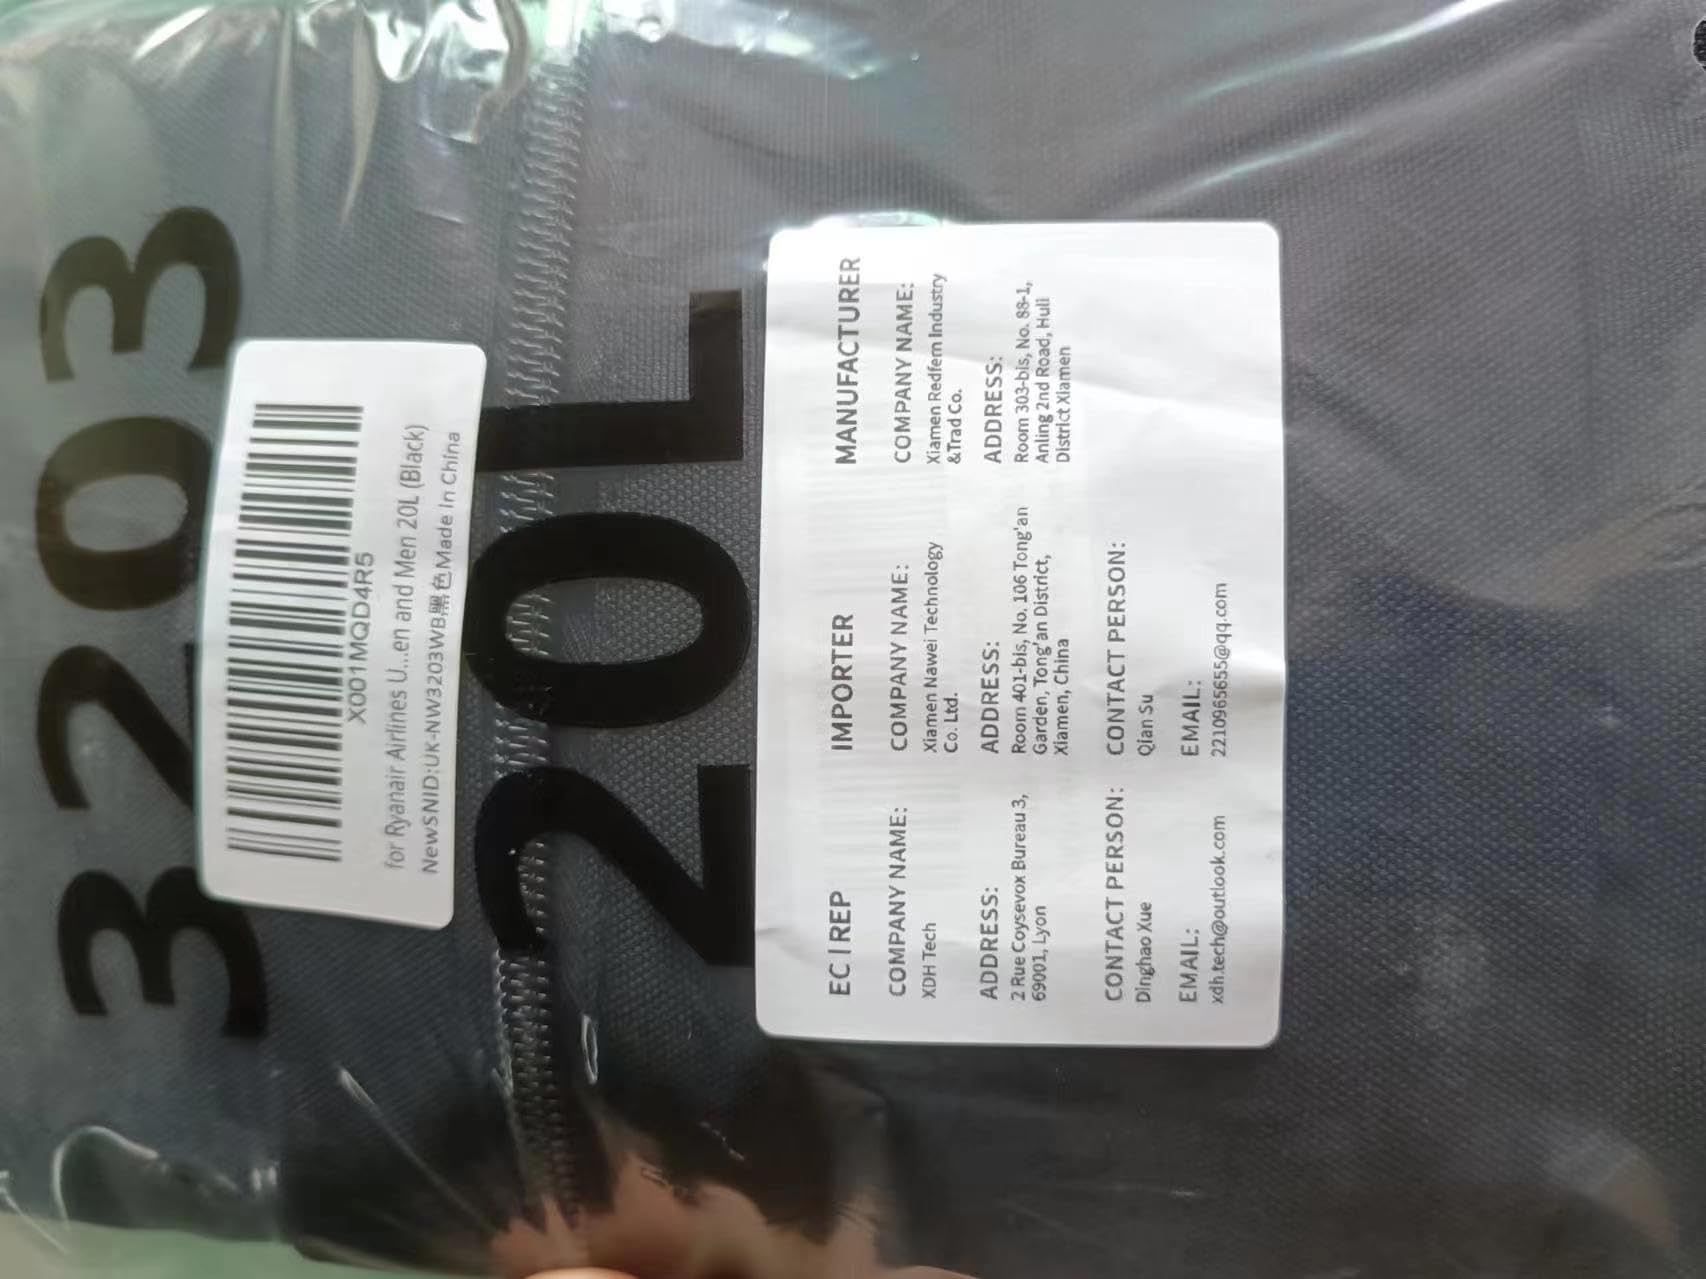 3203
X001MQD4R5
for Ryanair Airlines U...en and Men 20L (Black)
NewSNID:UK-NW3203WB黑色Made In China
20L
EC | REP
COMPANY NAME:
XDH Tech
ADDRESS:
2 Rue Coysevox Bureau 3,
69001, Lyon
CONTACT PERSON:
Dinghao Xue
EMAIL:
xdh.tech@outlook.com
IMPORTER
COMPANY NAME:
Xiamen Nawei Technology
Co. Ltd.
ADDRESS:
Room 401-bis, No. 106 Tong'an
Garden, Tong'an District,
Xiamen, China
CONTACT PERSON:
Qian Su
EMAIL:
2210965655@qq.com
MANUFACTURER
COMPANY NAME:
Xiamen Redfern Industry
&Trad Co.
ADDRESS:
Room 303-bis, No. 88-1,
Anling 2nd Road, Huli
District Xiamen